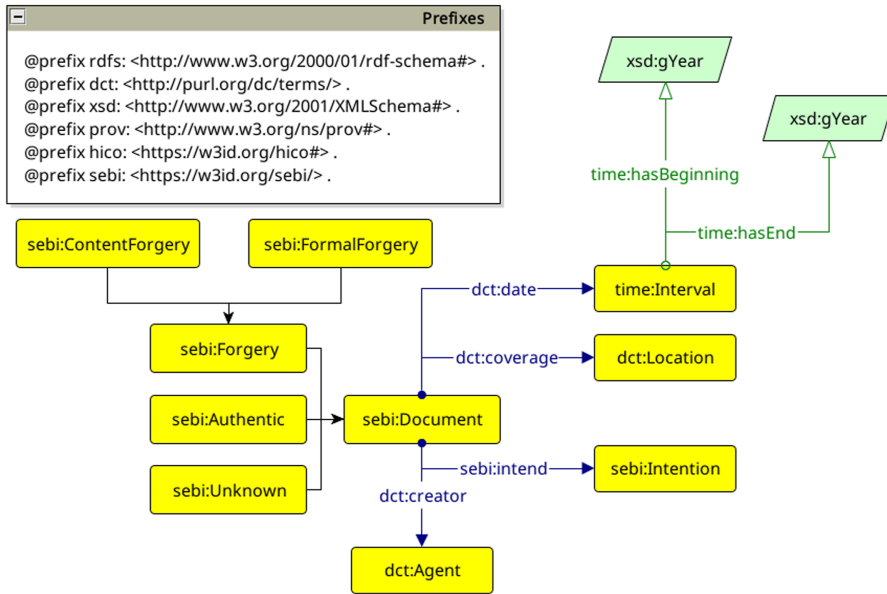 Prefixes
@prefix rdfs: <http://www.w3.org/2000/01/rdf-schema#> .
@prefix dct: <http://purl.org/dc/terms/> .
@prefix xsd: <http://www.w3.org/2001/XMLSchema#> .
@prefix prov: <http://www.w3.org/ns/prov#> .
@prefix hico: <https://w3id.org/hico#> .
@prefix sebi: <https://w3id.org/sebi/> .
xsd:gYear
xsd:gYear
time:hasBeginning
time:hasEnd
sebi:ContentForgery
sebi:FormalForgery
dct:date
time:Interval
sebi:Forgery
dct:coverage
dct:Location
sebi:Authentic
sebi:Document
sebi:intend
sebi:Intention
sebi:Unknown
dct:creator
dct:Agent